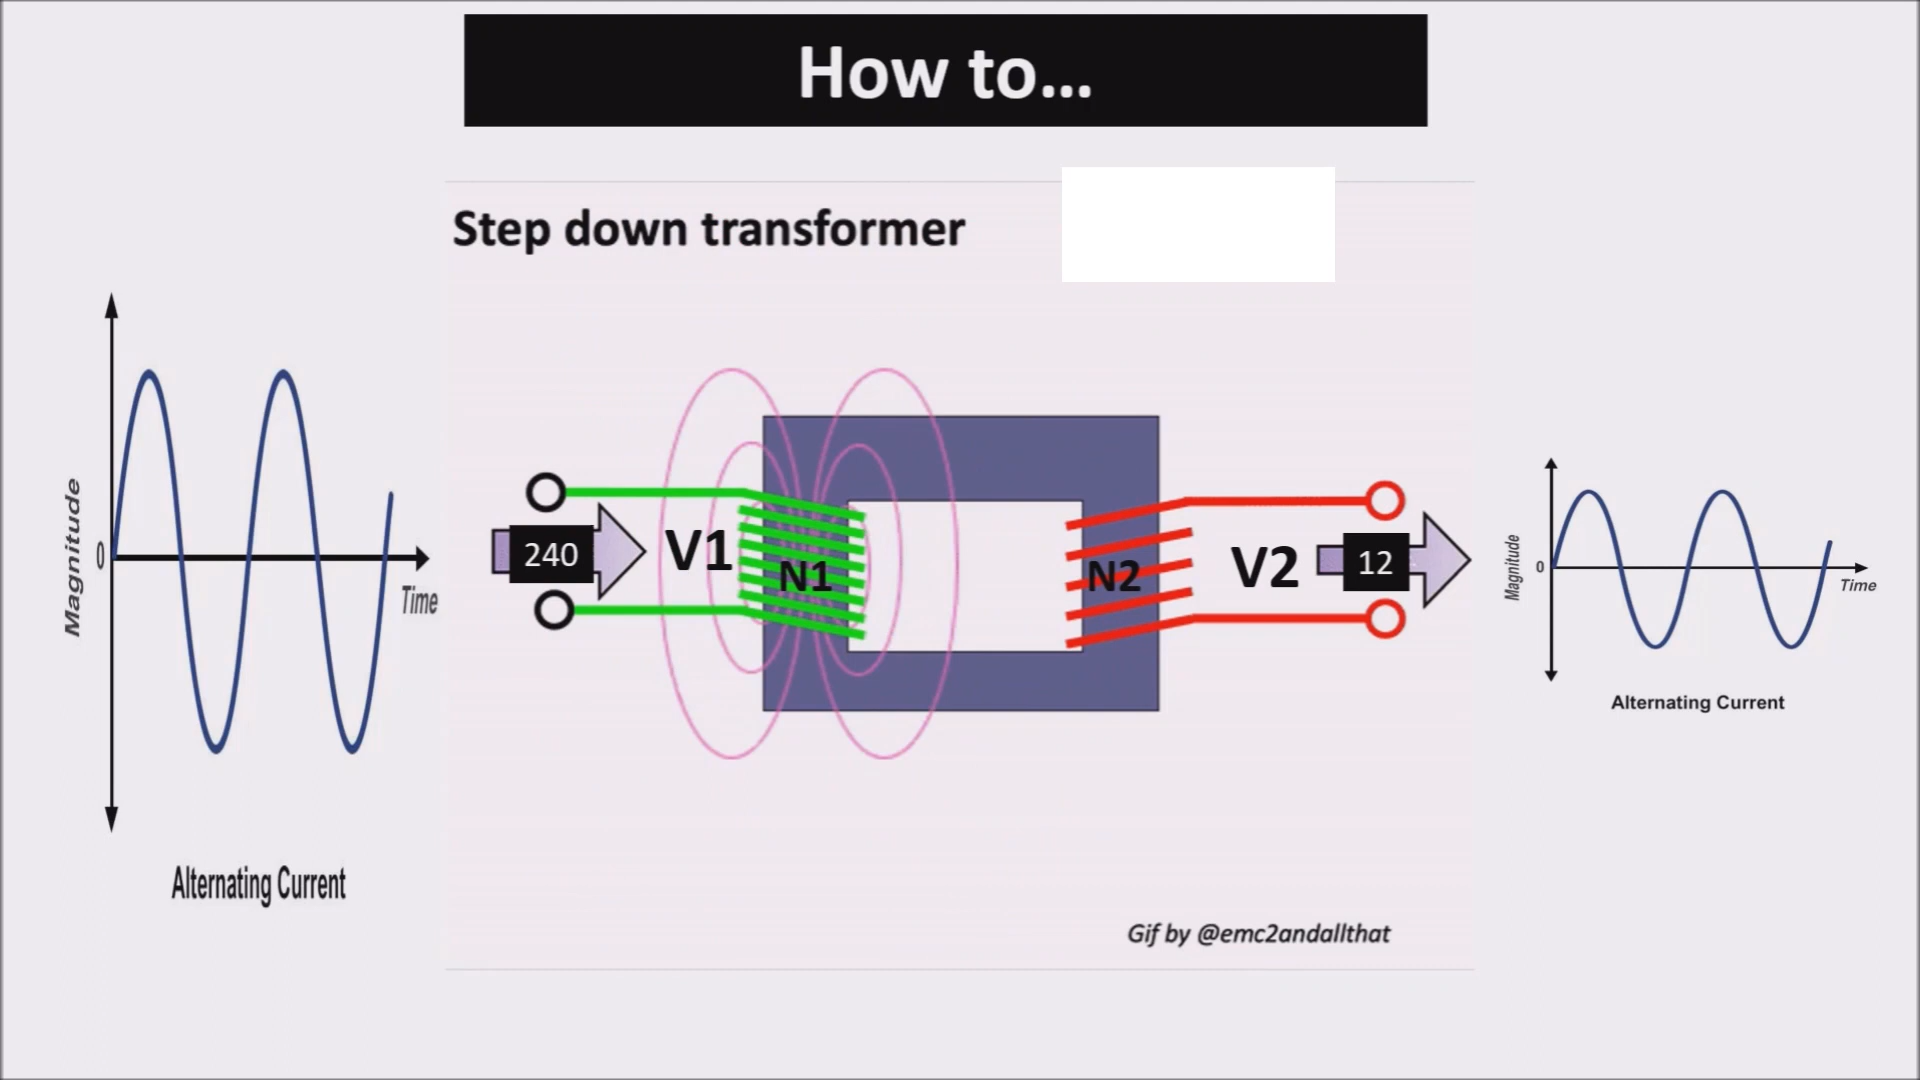 How to...
Step down transformer
Magnitude
0
Time
Alternating Current
240
V1
N1
N2
V2
12
Magnitude
0
Time
Alternating Current
Gif by @emc2andallthat